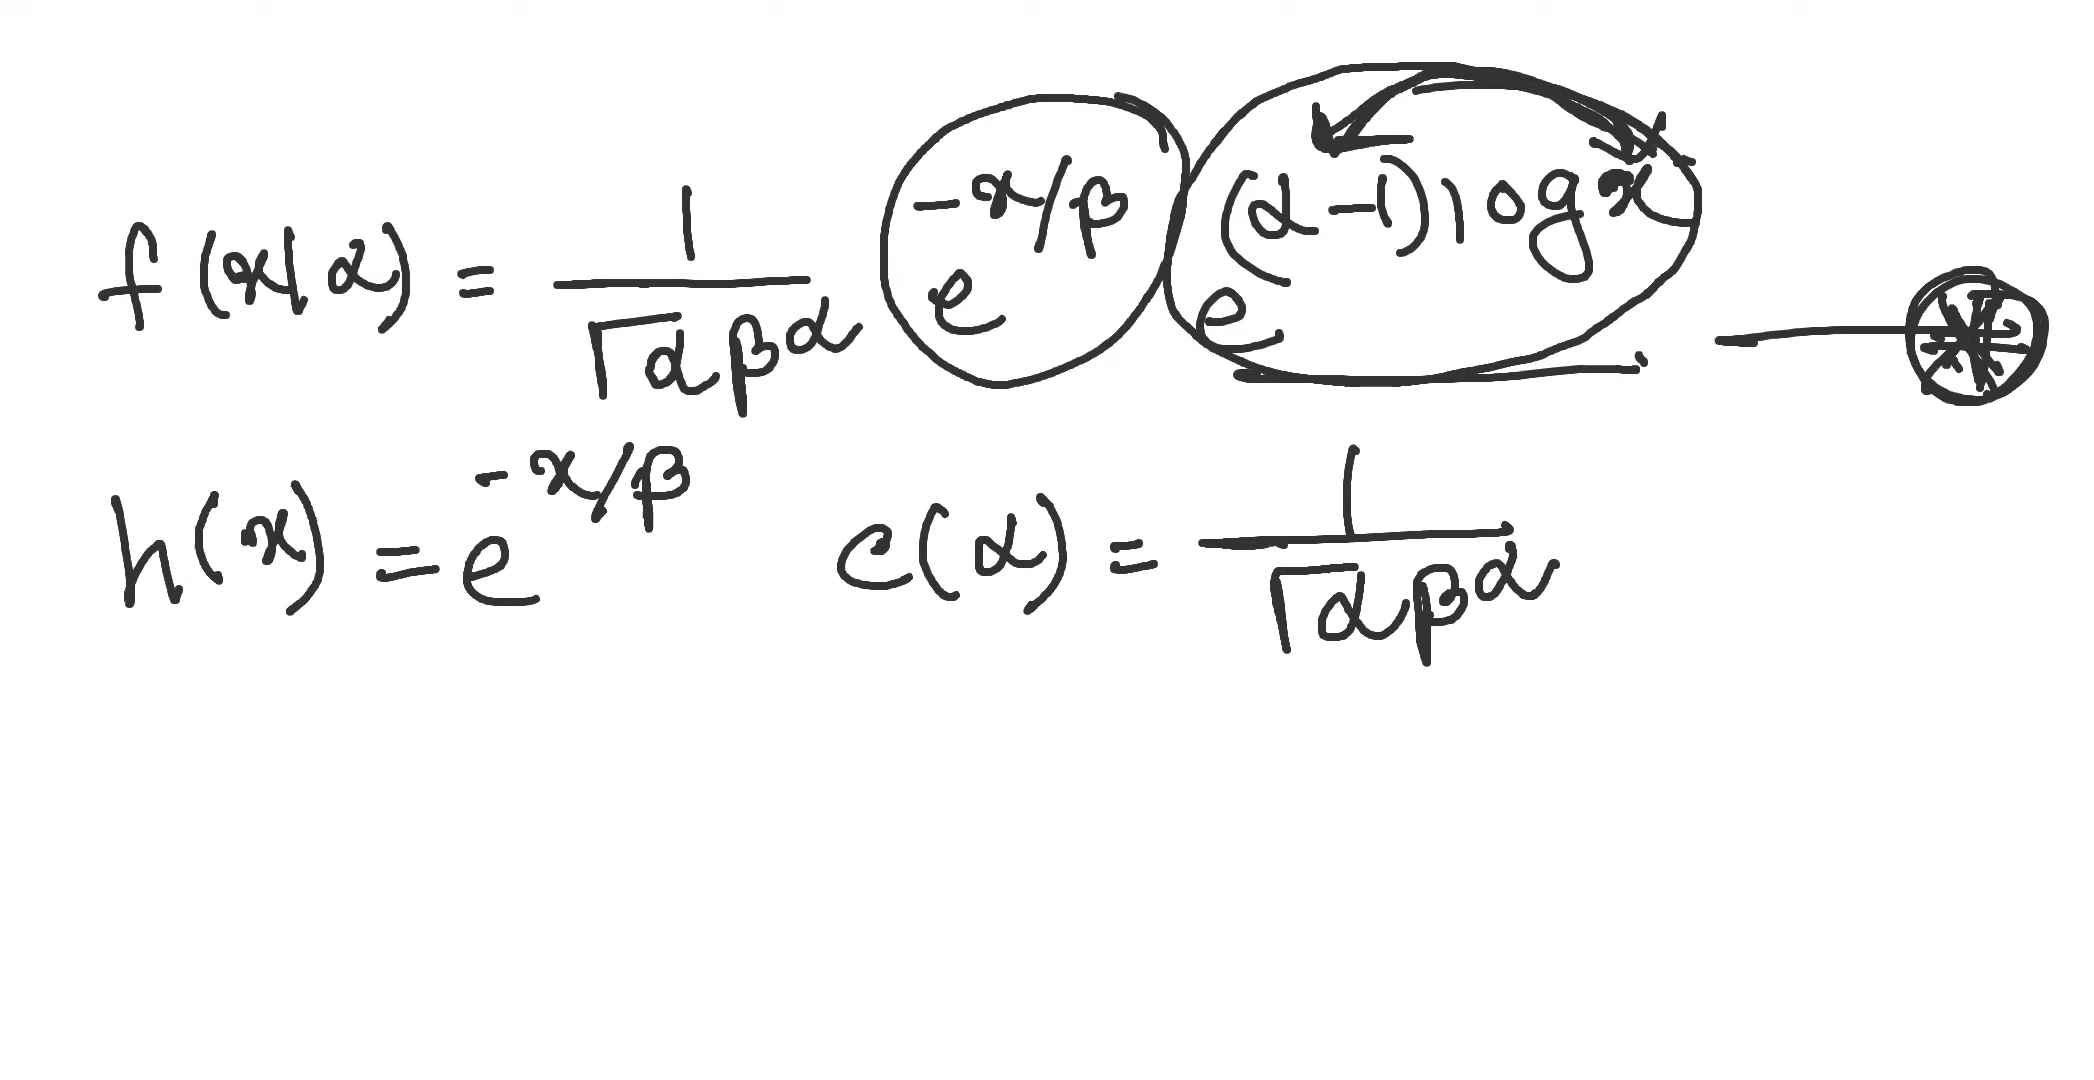 f(x|α) = 1/(Γα β^α) e^(-x/β) e^((α-1)log x) — *
h(x) = e^(-x/β) c(α) = 1/(Γα β^α)